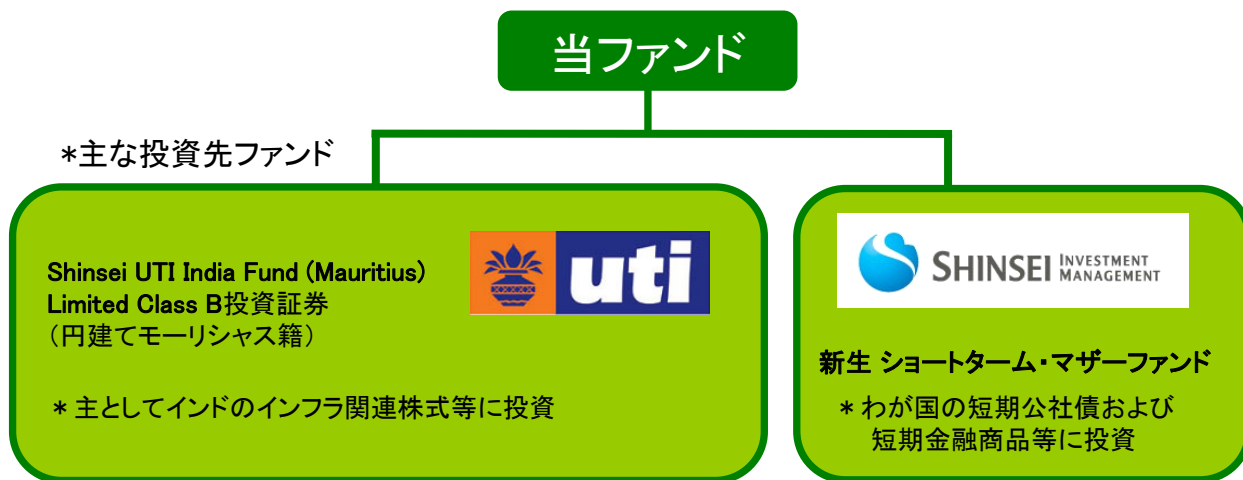 当ファンド
*主な投資先ファンド
Shinsei UTI India Fund (Mauritius)
Limited Class B投資証券
（円建てモーリシャス籍）
uti
* 主としてインドのインフラ関連株式等に投資
SHINSEI INVESTMENT
MANAGEMENT
新生 ショートターム・マザーファンド
* わが国の短期公社債および
短期金融商品等に投資